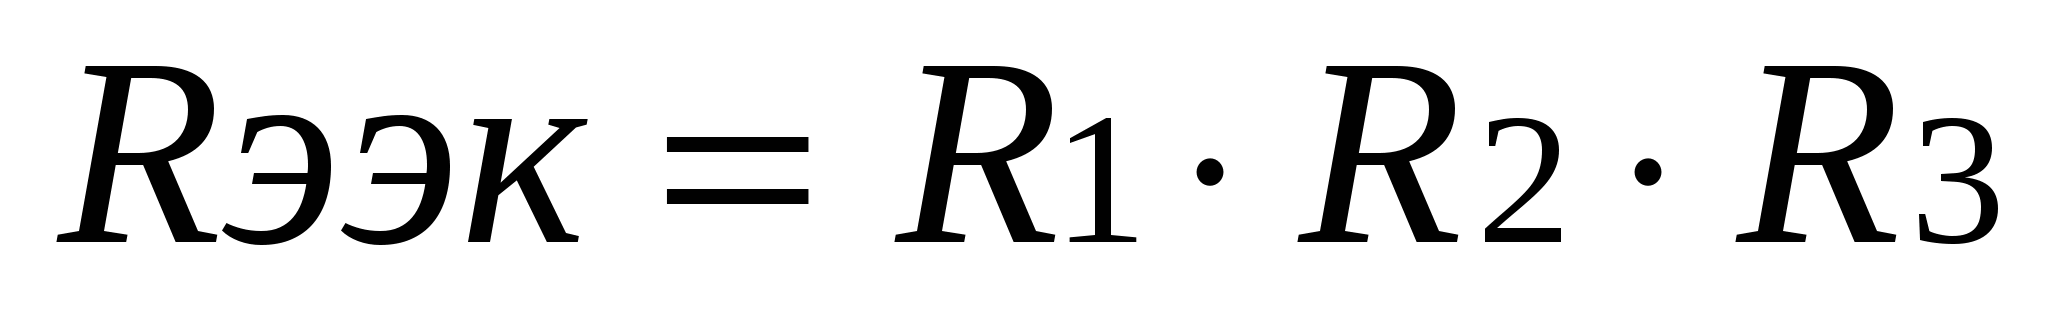 Rээк = R1 · R2 · R3